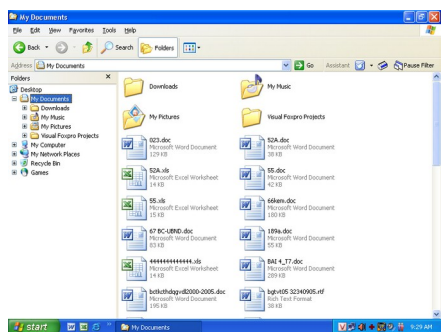 My Documents
File Edit View Favorites Tools Help
Back Search Folders
Address My Documents Go Assistant Pause Filter
Folders
Desktop
My Documents
Downloads
My Music
My Pictures
Visual Foxpro Projects
My Computer
My Network Places
Recycle Bin
Games
Downloads
My Music
My Pictures
Visual Foxpro Projects
023.doc
Microsoft Word Document
129 KB
52A.doc
Microsoft Word Document
38 KB
52A.xls
Microsoft Excel Worksheet
14 KB
55.doc
Microsoft Word Document
42 KB
55.xls
Microsoft Excel Worksheet
15 KB
66kem.doc
Microsoft Word Document
180 KB
67 BC-UBND.doc
Microsoft Word Document
83 KB
189a.doc
Microsoft Word Document
55 KB
444444444444.xls
Microsoft Excel Worksheet
14 KB
BAI 4_T7.doc
Microsoft Word Document
289 KB
bctkthdqgvdl2000-2005.doc
Microsoft Word Document
195 KB
bgtvt05 32340905.rtf
Rich Text Format
38 KB
start My Documents 9:29 AM